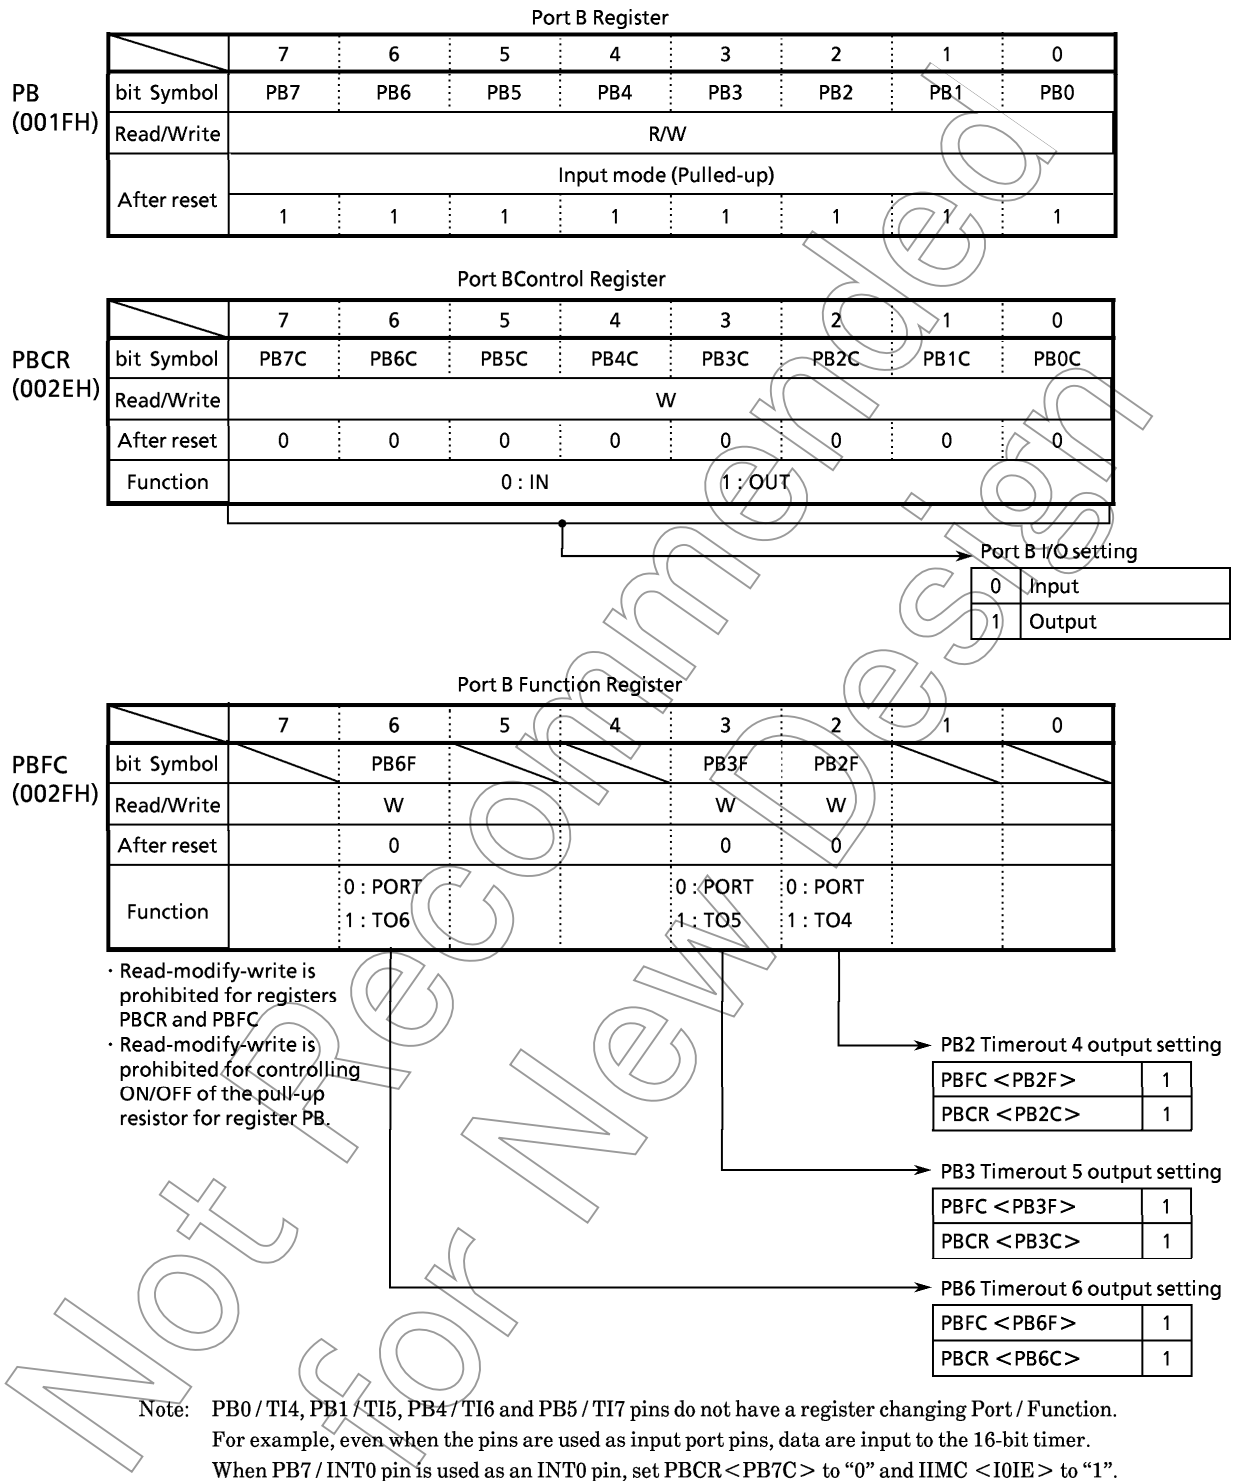 Port B Register
7 6 5 4 3 2 1 0
PB
(001FH)
bit Symbol PB7 PB6 PB5 PB4 PB3 PB2 PB1 PB0
Read/Write R/W
After reset Input mode (Pulled-up)
1 1 1 1 1 1 1 1
Port BControl Register
7 6 5 4 3 2 1 0
PBCR
(002EH)
bit Symbol PB7C PB6C PB5C PB4C PB3C PB2C PB1C PB0C
Read/Write W
After reset 0 0 0 0 0 0 0 0
Function 0 : IN 1 : OUT
Port B I/O setting
0 Input
1 Output
Port B Function Register
7 6 5 4 3 2 1 0
PBFC
(002FH)
bit Symbol PB6F PB3F PB2F
Read/Write W W W
After reset 0 0 0
Function 0 : PORT 0 : PORT 0 : PORT
1 : TO6 1 : TO5 1 : TO4
· Read-modify-write is
prohibited for registers
PBCR and PBFC
· Read-modify-write is
prohibited for controlling
ON/OFF of the pull-up
resistor for register PB.
PB2 Timerout 4 output setting
PBFC <PB2F> 1
PBCR <PB2C> 1
PB3 Timerout 5 output setting
PBFC <PB3F> 1
PBCR <PB3C> 1
PB6 Timerout 6 output setting
PBFC <PB6F> 1
PBCR <PB6C> 1
Note: PB0 / TI4, PB1 / TI5, PB4 / TI6 and PB5 / TI7 pins do not have a register changing Port / Function.
For example, even when the pins are used as input port pins, data are input to the 16-bit timer.
When PB7 / INT0 pin is used as an INT0 pin, set PBCR<PB7C> to “0” and IIMC <I0IE> to “1”.
Not Recommended
for New Design